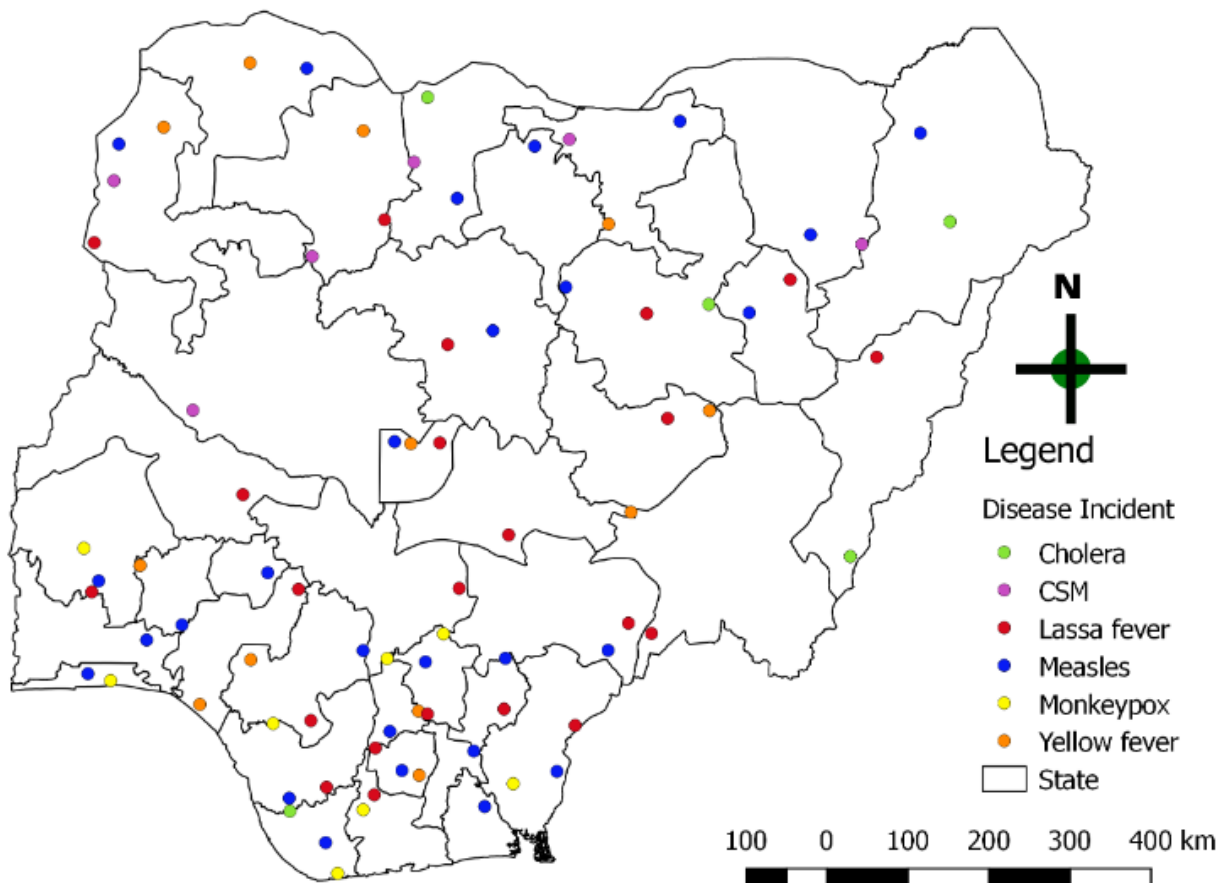 N
Legend
Disease Incident
Cholera
CSM
Lassa fever
Measles
Monkeypox
Yellow fever
State
100 0 100 200 300 400 km